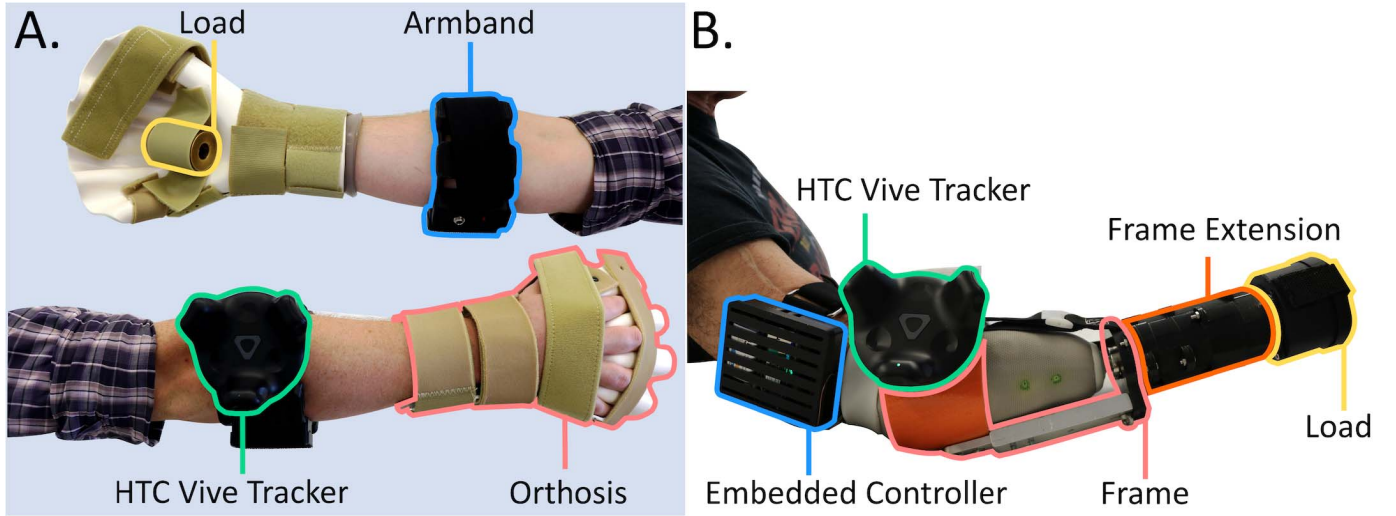 A.
Load
Armband
HTC Vive Tracker
Orthosis
B.
HTC Vive Tracker
Frame Extension
Load
Embedded Controller
Frame